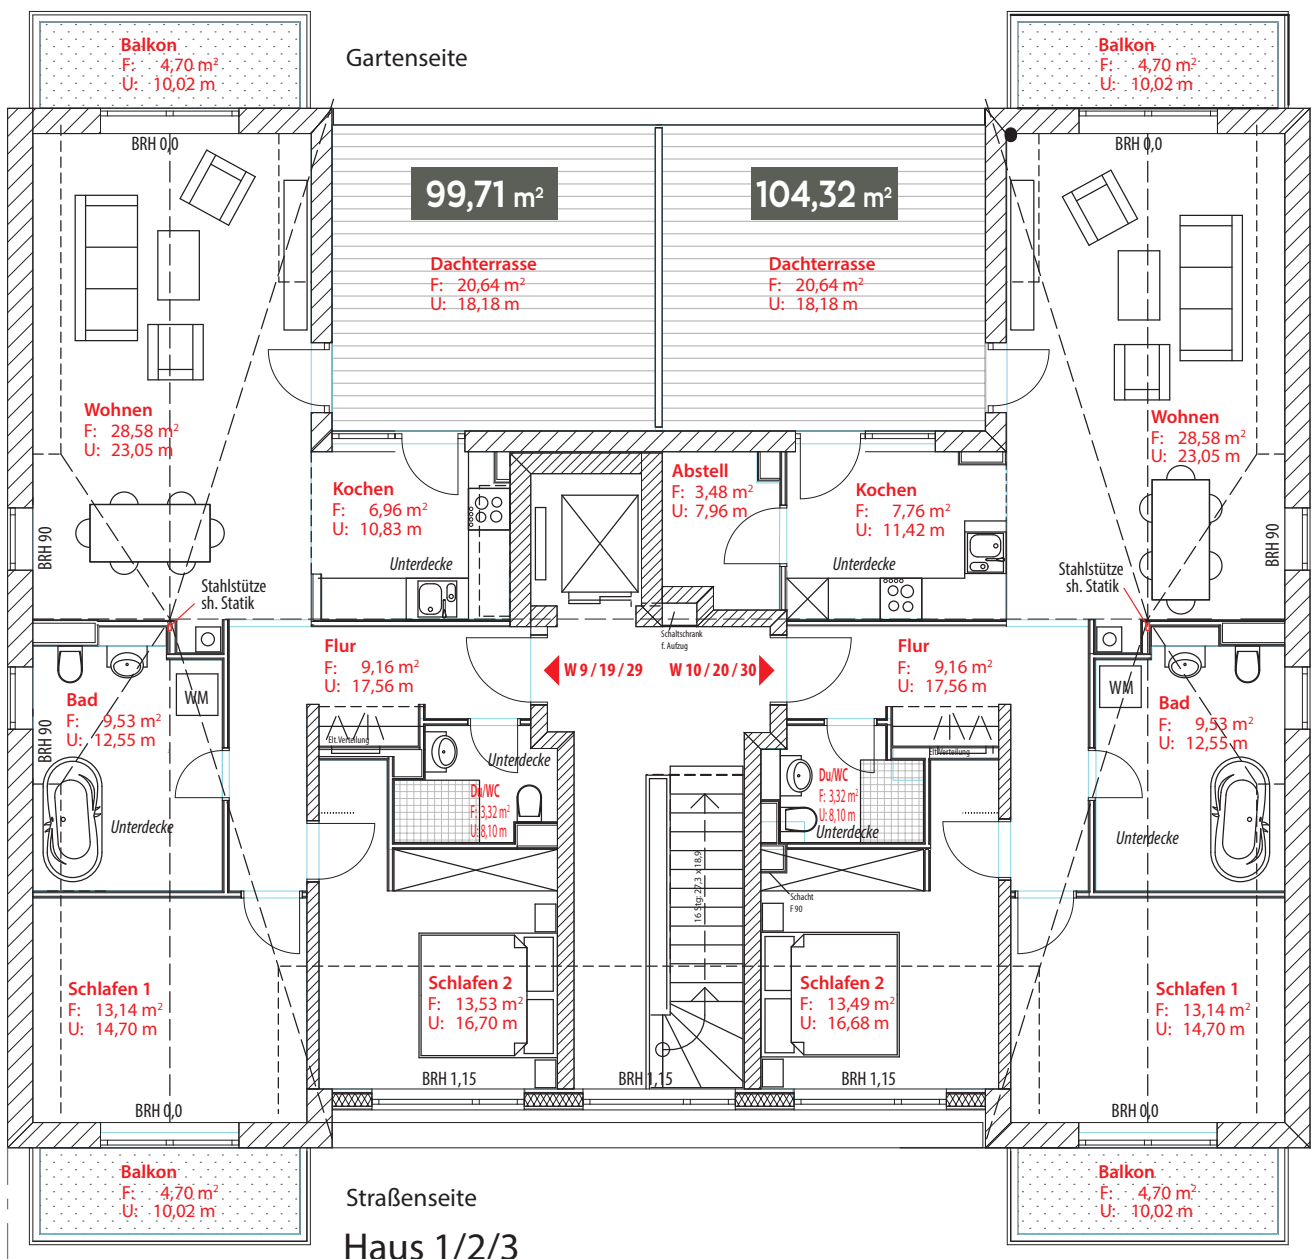 Balkon
F: 4,70 m²
U: 10,02 m
Gartenseite
Balkon
F: 4,70 m²
U: 10,02 m
BRH 0,0
BRH 0,0
99,71 m²
104,32 m²
Dachterrasse
F: 20,64 m²
U: 18,18 m
Dachterrasse
F: 20,64 m²
U: 18,18 m
Wohnen
F: 28,58 m²
U: 23,05 m
Wohnen
F: 28,58 m²
U: 23,05 m
Kochen
F: 6,96 m²
U: 10,83 m
Unterdecke
Abstell
F: 3,48 m²
U: 7,96 m
Kochen
F: 7,76 m²
U: 11,42 m
Unterdecke
BRH 90
BRH 90
Stahlstütze
sh. Statik
Stahlstütze
sh. Statik
Schaltschrank
f. Aufzug
Flur
F: 9,16 m²
U: 17,56 m
W 9 / 19 / 29
W 10 / 20 / 30
Flur
F: 9,16 m²
U: 17,56 m
WM
WM
Bad
F: 9,53 m²
U: 12,55 m
Bad
F: 9,53 m²
U: 12,55 m
BRH 90
Elt.Verteilung
Elt.Verteilung
Unterdecke
Du/WC
F: 3,32 m²
U: 8,10 m
Du/WC
F: 3,32 m²
U: 8,10 m
Unterdecke
Unterdecke
Unterdecke
16 Stg: 27,3 x 18,9
Schacht
F 90
Schlafen 1
F: 13,14 m²
U: 14,70 m
Schlafen 2
F: 13,53 m²
U: 16,70 m
Schlafen 2
F: 13,49 m²
U: 16,68 m
Schlafen 1
F: 13,14 m²
U: 14,70 m
BRH 1,15
BRH 1,15
BRH 1,15
BRH 0,0
BRH 0,0
Balkon
F: 4,70 m²
U: 10,02 m
Straßenseite
Balkon
F: 4,70 m²
U: 10,02 m
Haus 1/2/3